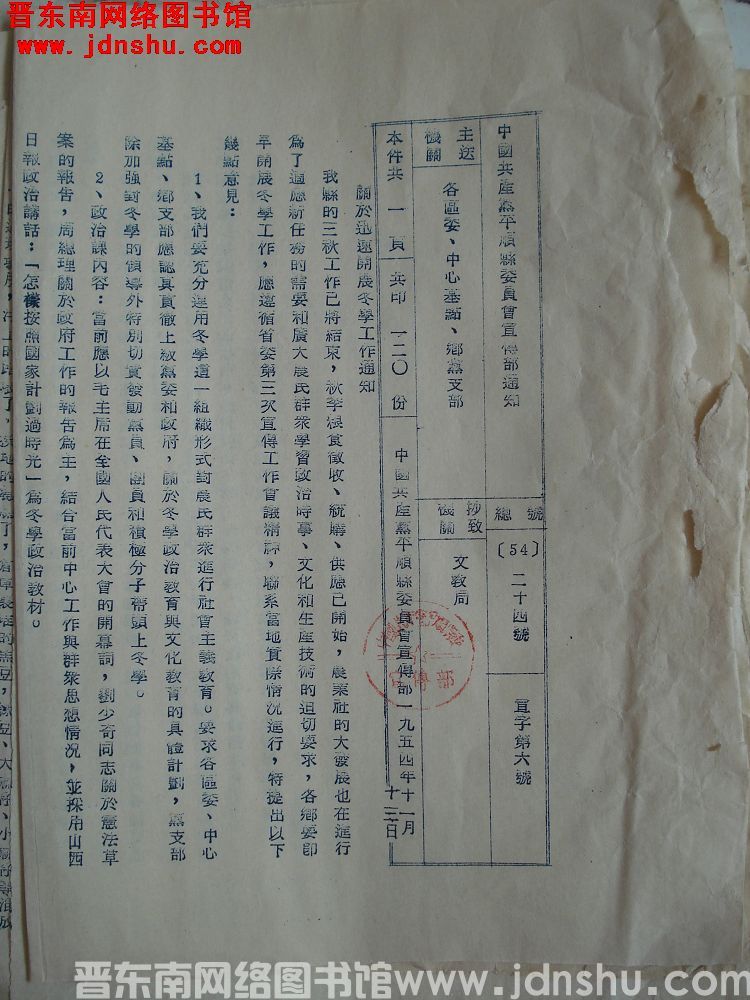 晋东南网络图书馆
www.jdnshu.com
中國共産黨平順縣委員會宣傳部通知
總號
〔54〕二十四號
宣字第六號
主送機關
各區委、中心基點、鄉黨支部
抄致機關
文教局
本件共一頁
共印一二〇份
中國共産黨平順縣委員會宣傳部一九五四年十一月十三日
宣傳部
關於迅速開展冬學工作通知
我縣的三秋工作已將結束,秋季粮食徵收、統購、供應已開始,農業社的大發展也在進行
爲了適應新任務的需要和廣大農民群衆學習政治時事、文化和生産技術的迫切要求,各鄉要即
早開展冬學工作,應遵循省委第三次宣傳工作會議精神,聯系當地實際情况進行,特提出以下
幾點意見:
1、我們要充分運用冬學這一組織形式對農民群衆進行社會主義教育。要求各區委、中心
基點、鄉支部應認真貫徹上級黨委和政府,關於冬學政治教育與文化教育的具體計劃,黨支部
除加強對冬學的領導外特別切實發動黨員、團員和積極分子帶頭上冬學。
2、政治課内容:當前應以毛主席在全國人民代表大會的開幕詞,劉少奇同志關於憲法草
案的報告,周總理關於政府工作的報告爲主,結合當前中心工作與群衆思想情况,並採用山西
日報政治講話:「怎樣按照國家計劃過時光」爲冬學政治教材。
晋东南网络图书馆www.jdnshu.com